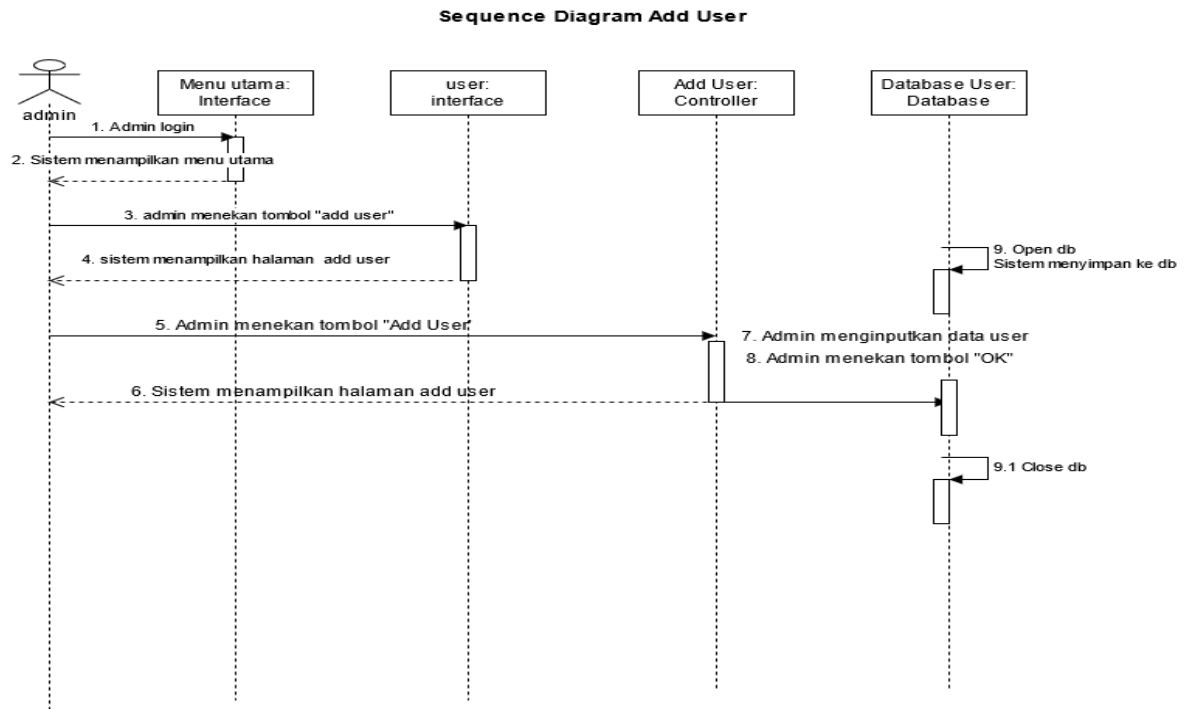 Sequence Diagram Add User
admin
Menu utama:
Interface
user:
interface
Add User:
Controller
Database User:
Database
1. Admin login
2. Sistem menampilkan menu utama
3. admin menekan tombol "add user"
4. sistem menampilkan halaman add user
9. Open db
Sistem menyimpan ke db
5. Admin menekan tombol "Add User
7. Admin menginputkan data user
8. Admin menekan tombol "OK"
6. Sistem menampilkan halaman add user
9.1 Close db